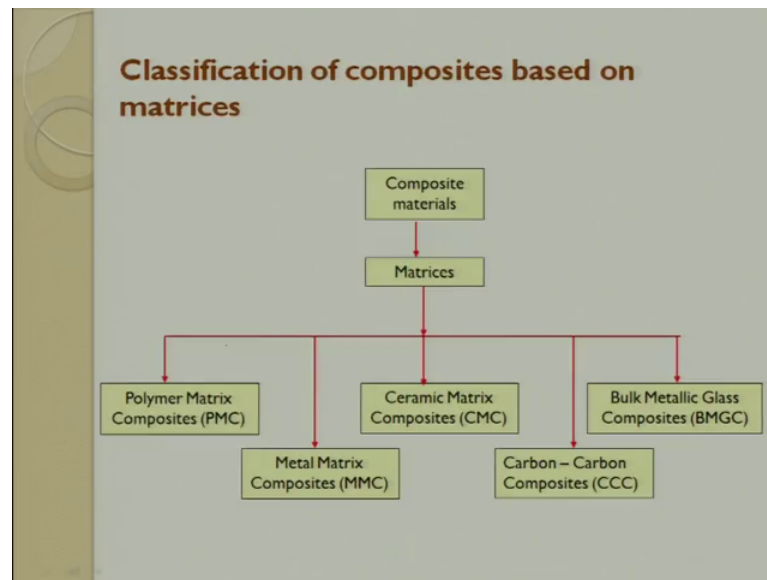 Classification of composites based on
matrices
Composite
materials
Matrices
Polymer Matrix
Composites (PMC)
Ceramic Matrix
Composites (CMC)
Bulk Metallic Glass
Composites (BMGC)
Metal Matrix
Composites (MMC)
Carbon – Carbon
Composites (CCC)